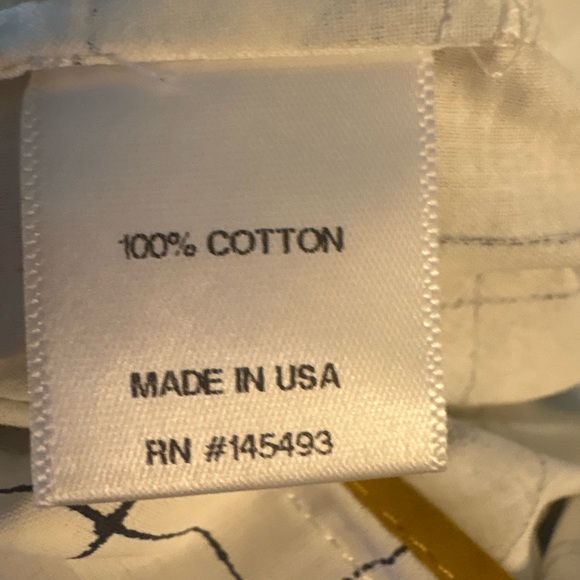 100% COTTON
MADE IN USA
RN #145493